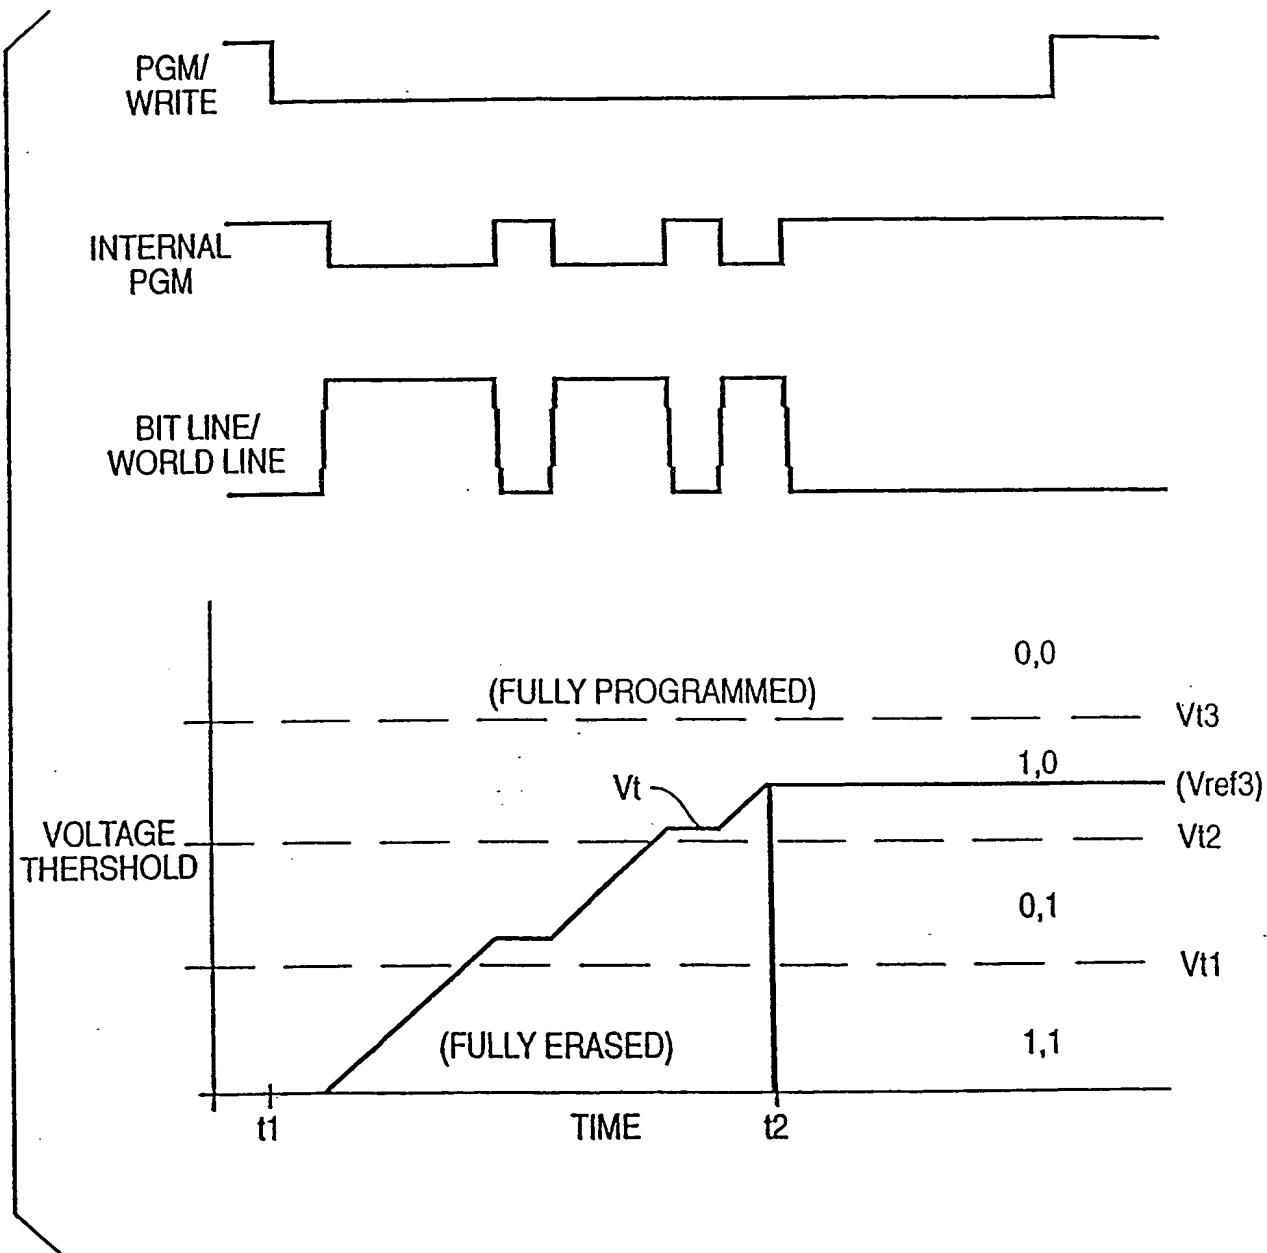 PGM/
WRITE
INTERNAL
PGM
BIT LINE/
WORLD LINE
0,0
(FULLY PROGRAMMED)
Vt3
1,0
(Vref3)
Vt
VOLTAGE
THERSHOLD
Vt2
0,1
Vt1
(FULLY ERASED)
1,1
t1
TIME
t2